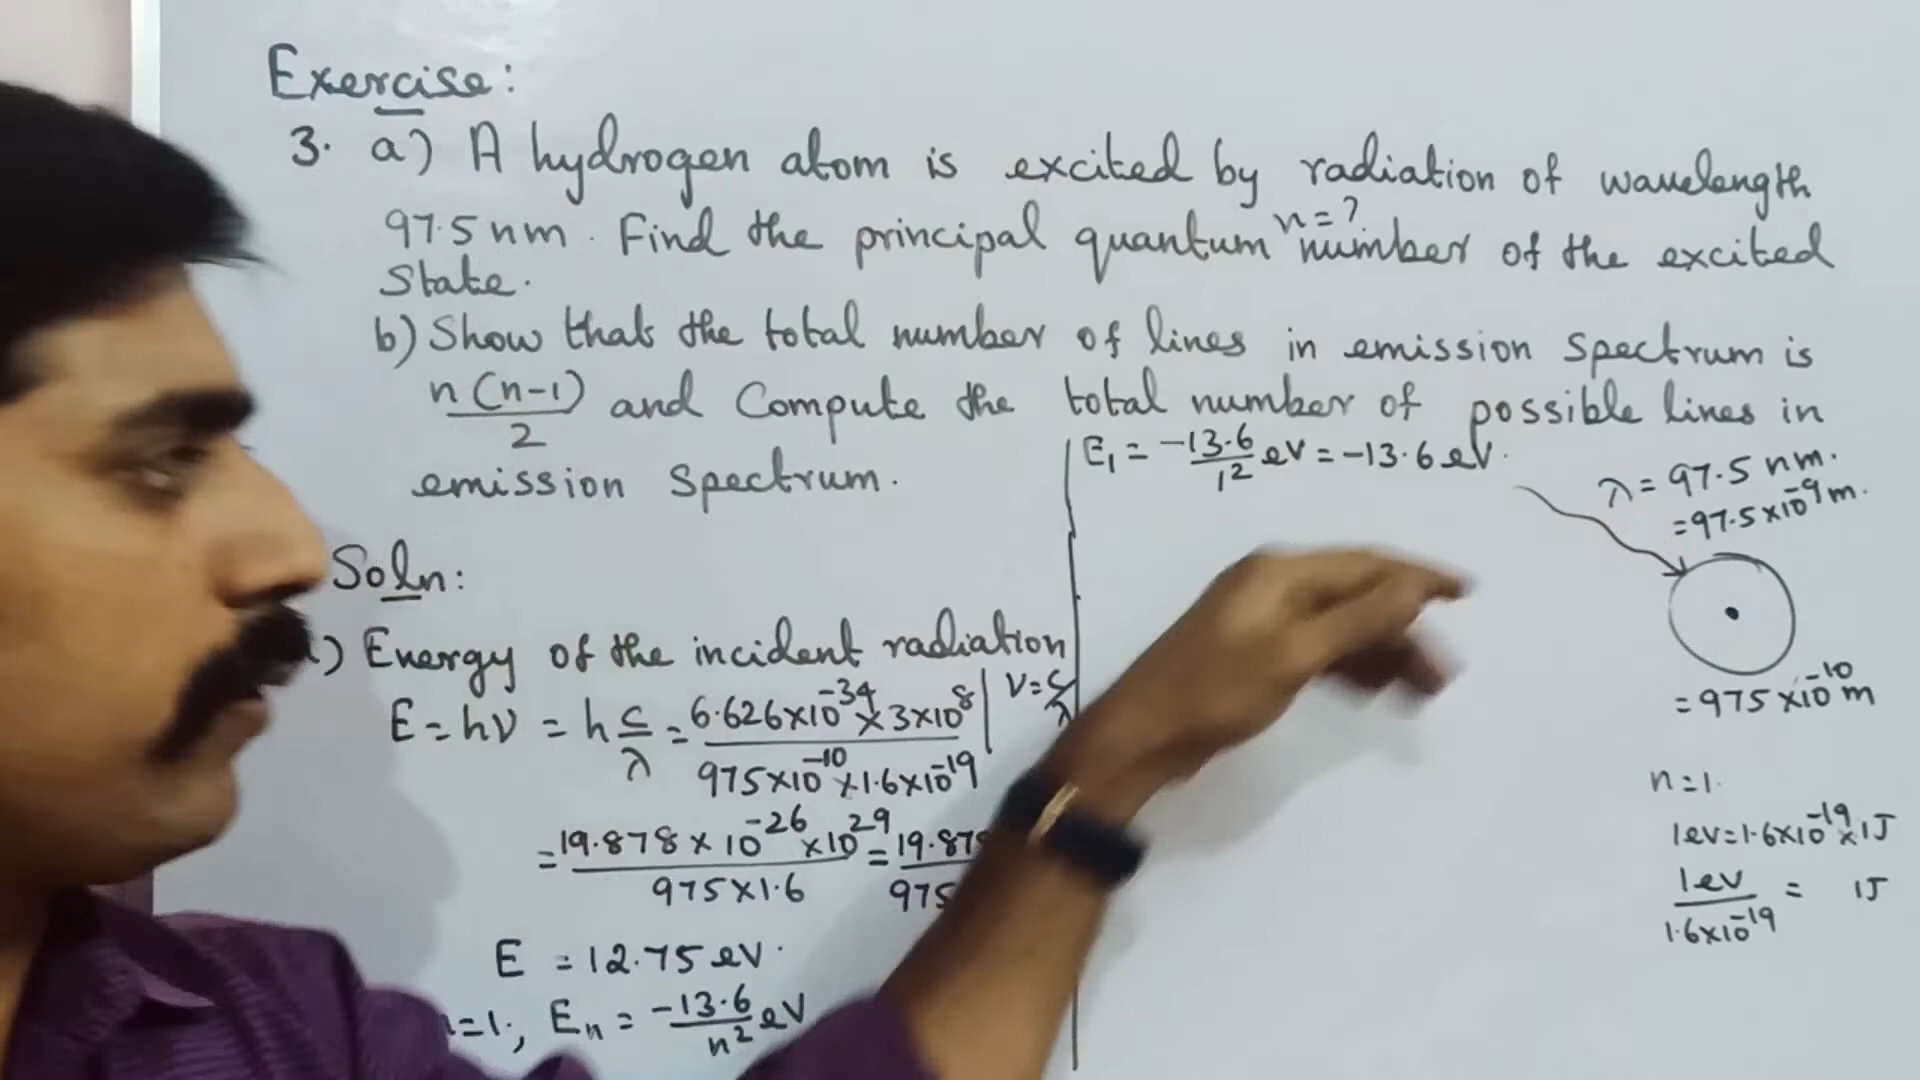 Exercise:
3. a) A hydrogen atom is excited by radiation of wavelength
97.5 nm. Find the principal quantum number of the excited
n=?
State.
b) Show that the total number of lines in emission spectrum is
n(n-1)/2 and Compute the total number of possible lines in
emission spectrum.
Soln:
) Energy of the incident radiation
E = hν = h c/λ = 6.626×10^-34 × 3×10^8 / 975×10^-10 × 1.6×10^-19
ν = c/λ
= 19.878 × 10^-26 × 10^29 / 975×1.6 = 19.878 / 975
E = 12.75 eV.
n=1, En = -13.6/n² eV
E₁ = -13.6/1² eV = -13.6 eV.
λ = 97.5 nm.
= 97.5×10^-9 m.
= 975×10^-10 m
n=1.
1ev = 1.6×10^-19 × 1J
1ev / 1.6×10^-19 = 1J